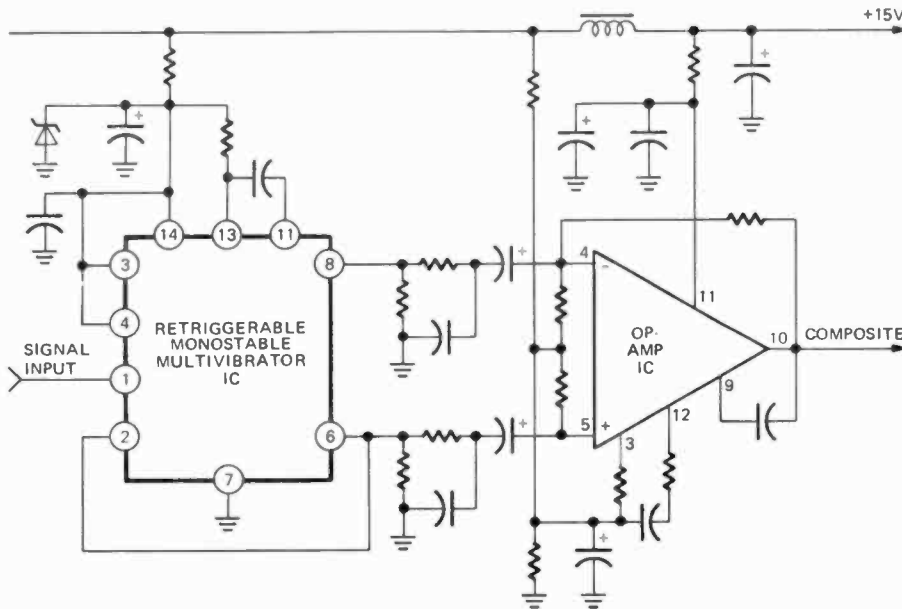 +15V
+
+
+
14
13
11
3
8
4
RETRIGGERABLE
MONOSTABLE
MULTIVIBRATOR
IC
SIGNAL
INPUT
1
2
6
7
+
+
4
-
11
OP-
AMP
IC
10
COMPOSITE
9
12
5
+
3
+